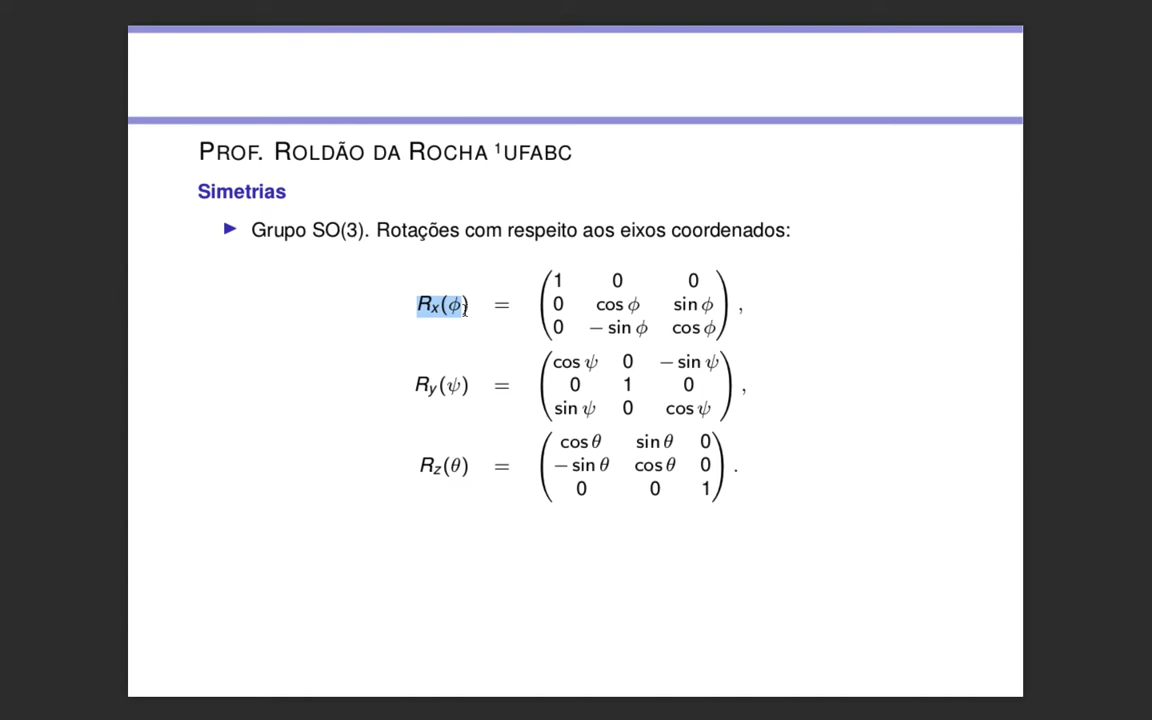 PROF. ROLDÃO DA ROCHA ¹UFABC
Simetrias
▶ Grupo SO(3). Rotações com respeito aos eixos coordenados:
1 0 0
Rₓ(ϕ) = 0 cos ϕ sin ϕ ,
0 − sin ϕ cos ϕ
cos ψ 0 − sin ψ
R_y(ψ) = 0 1 0 ,
sin ψ 0 cos ψ
cos θ sin θ 0
R_z(θ) = − sin θ cos θ 0 .
0 0 1